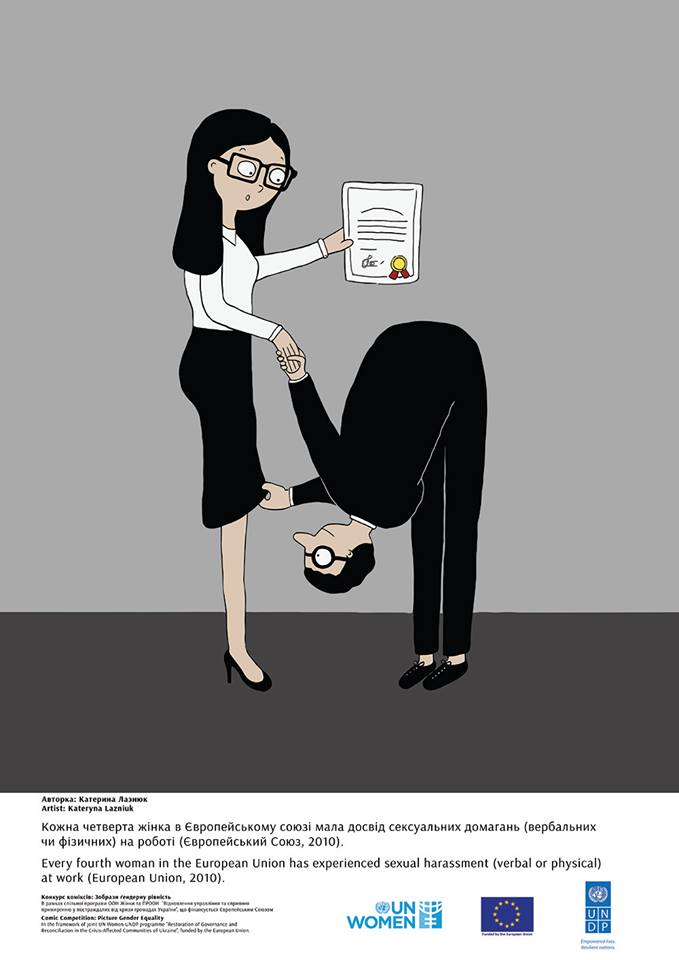 Авторка: Катерина Лазнюк
Artist: Kateryna Lazniuk
Кожна четверта жінка в Європейському союзі мала досвід сексуальних домагань (вербальних
чи фізичних) на роботі (Європейський Союз, 2010).
Every fourth woman in the European Union has experienced sexual harassment (verbal or physical)
at work (European Union, 2010).
Конкурс коміксів: Зобрази ґендерну рівність
В рамках спільної програми ООН Жінки та ПРООН "Відновлення управління та сприяння
примиренню у постраждалих від кризи громадах України", що фінансується Європейським Союзом
Comic Competition: Picture Gender Equality
In the framework of joint UN Women-UNDP programme "Restoration of Governance and
Reconciliation in the Crisis-Affected Communities of Ukraine", funded by the European Union.
UN
WOMEN
Funded by the European Union
U N
D P
Empowered lives.
Resilient nations.